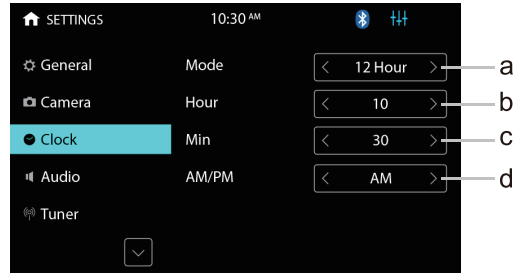 SETTINGS 10:30 AM
General Mode 12 Hour a
Camera Hour 10 b
Clock Min 30 c
Audio AM/PM AM d
Tuner